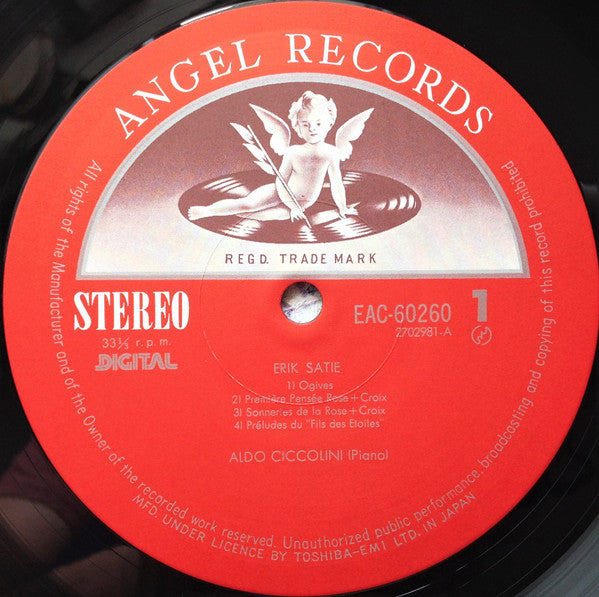 ANGEL RECORDS
REGD. TRADE MARK
STEREO
33⅓ r.p.m.
DIGITAL
EAC-60260
1
2702981-A
ERIK SATIE
1) Ogives
2) Première Pensée Rose+Croix
3) Sonneries de la Rose+Croix
4) Préludes du "Fils des Etoiles"
ALDO CICCOLINI (Piano)
All rights of the Manufacturer and of the Owner of the recorded work reserved. Unauthorized public performance, broadcasting and copying of this record prohibited
MFD. UNDER LICENCE BY TOSHIBA-EMI LTD. IN JAPAN